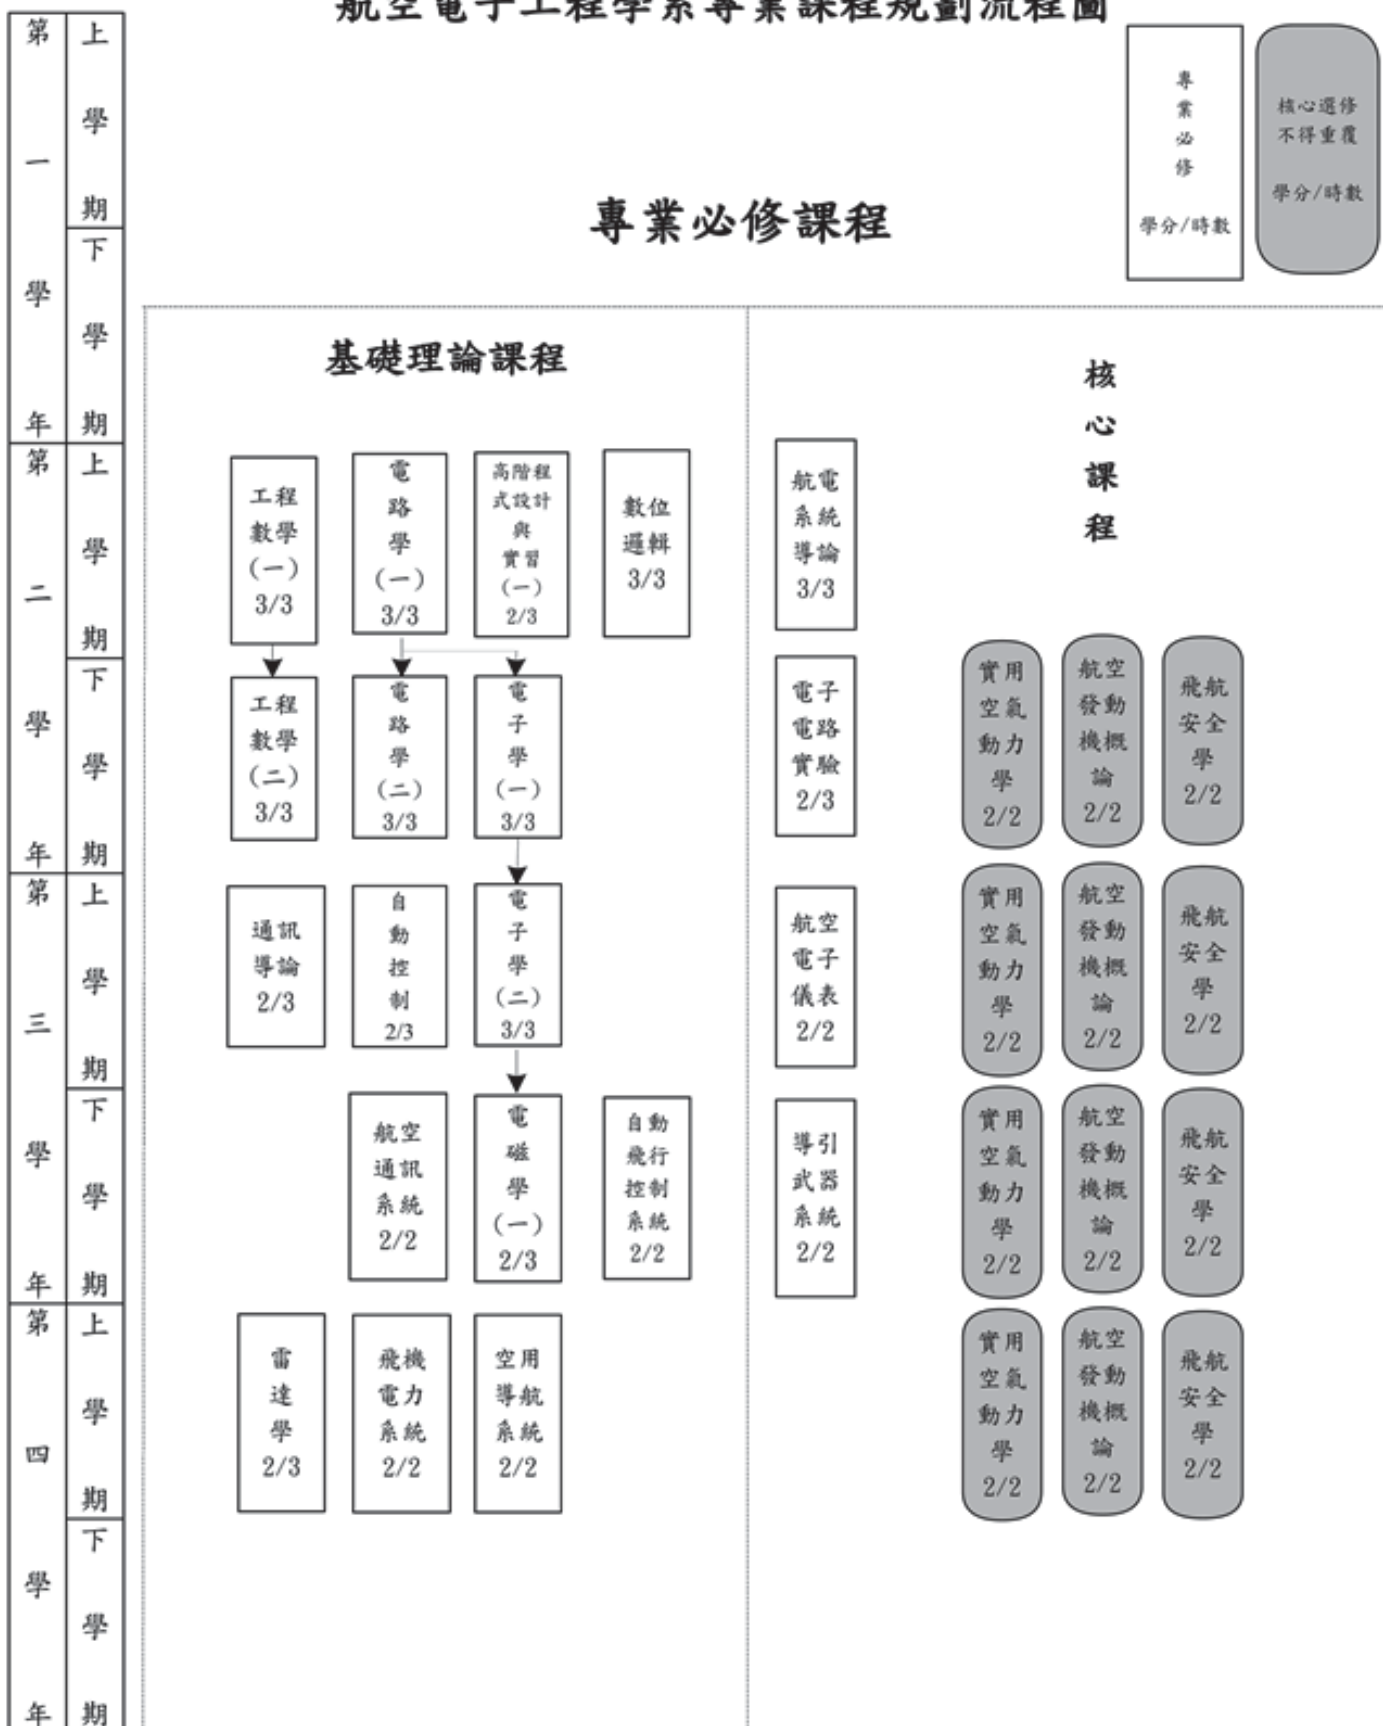 航空電子工程學系專業課程規劃流程圖
專業必修
學分/時數
核心選修
不得重覆
學分/時數
專業必修課程
第一學年
上學期
下學期
基礎理論課程
核心課程
第二學年
上學期
工程
數學
(一)
3/3
電
路
學
(一)
3/3
高階程
式設計
與
實習
(一)
2/3
數位
邏輯
3/3
航電
系統
導論
3/3
下學期
工程
數學
(二)
3/3
電
路
學
(二)
3/3
電
子
學
(一)
3/3
電子
電路
實驗
2/3
實用
空氣
動力
學
2/2
航空
發動
機概
論
2/2
飛航
安全
學
2/2
第三學年
上學期
通訊
導論
2/3
自
動
控
制
2/3
電
子
學
(二)
3/3
航空
電子
儀表
2/2
實用
空氣
動力
學
2/2
航空
發動
機概
論
2/2
飛航
安全
學
2/2
下學期
航空
通訊
系統
2/2
電
磁
學
(一)
2/3
自動
飛行
控制
系統
2/2
導引
武器
系統
2/2
實用
空氣
動力
學
2/2
航空
發動
機概
論
2/2
飛航
安全
學
2/2
第四學年
上學期
雷
達
學
2/3
飛機
電力
系統
2/2
空用
導航
系統
2/2
實用
空氣
動力
學
2/2
航空
發動
機概
論
2/2
飛航
安全
學
2/2
下學期